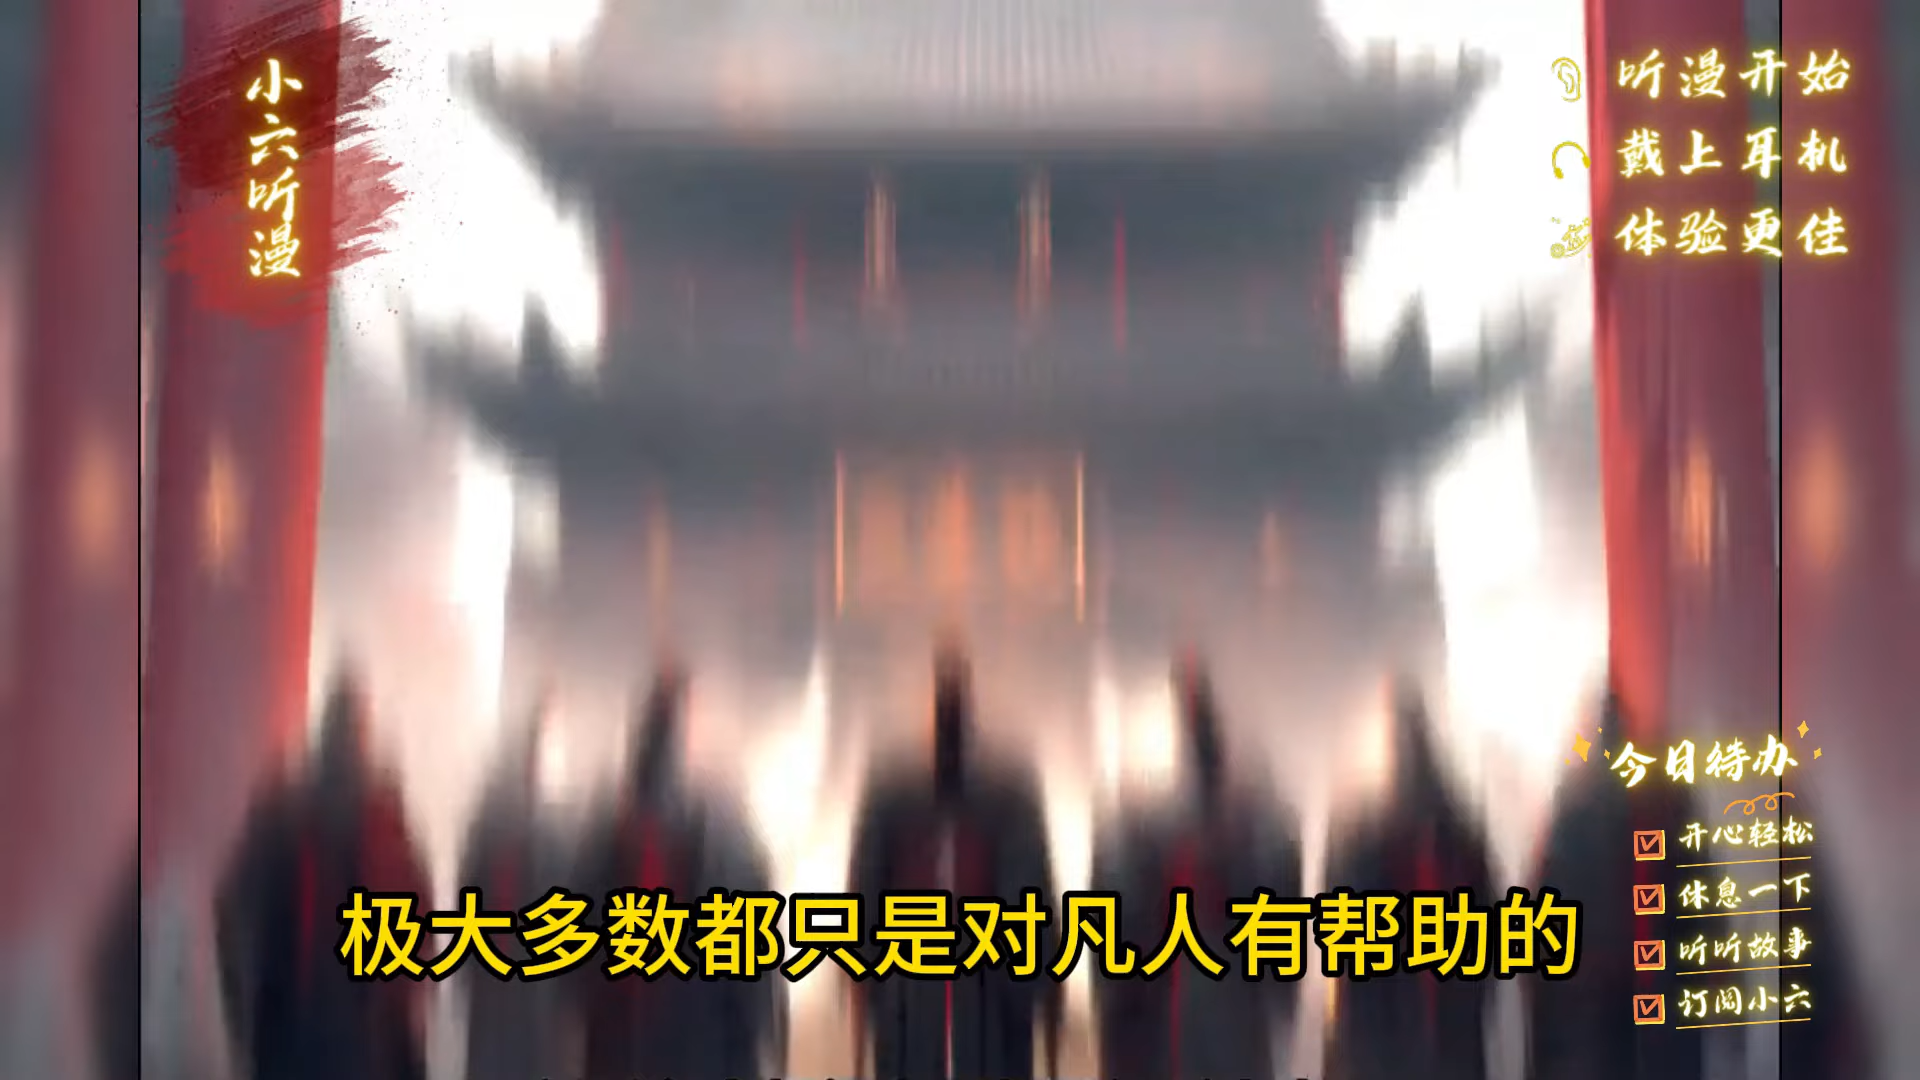 小六听漫
听漫开始
戴上耳机
体验更佳
今日待办
开心轻松
休息一下
听听故事
订阅小六
极大多数都只是对凡人有帮助的